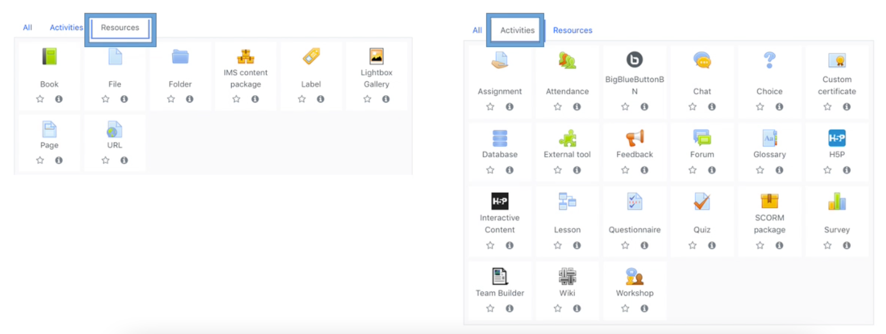 All Activities Resources
IMS content Lightbox
Book File Folder package Label Gallery
Page URL
All Activities Resources
BigBlueButtonB Custom
Assignment Attendance N Chat Choice certificate
Database External tool Feedback Forum Glossary H5P
H5P
Interactive SCORM
Content Lesson Questionnaire Quiz package Survey
Team Builder Wiki Workshop